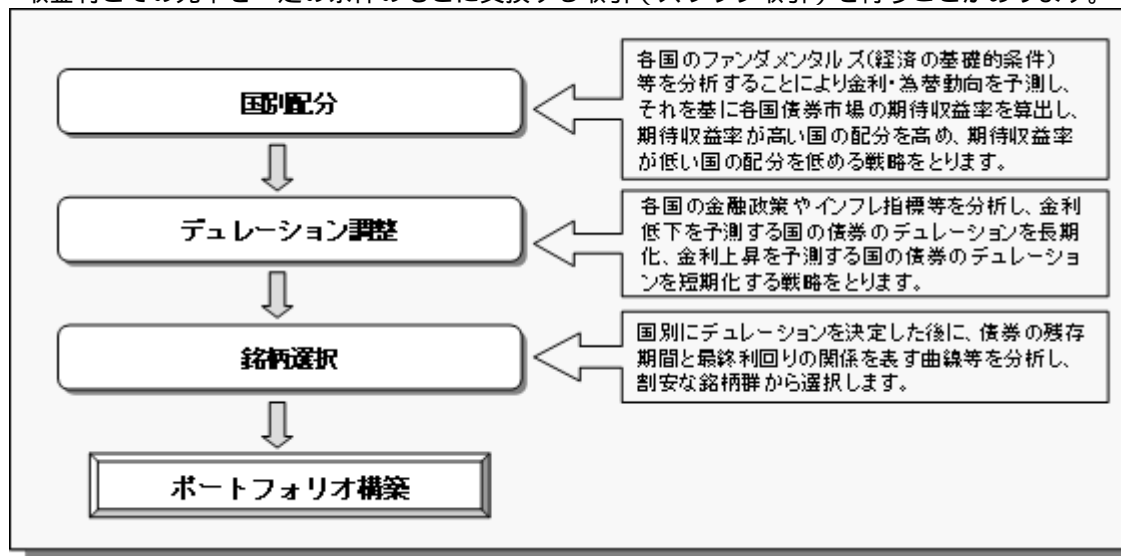 収益利とその元本を一定の条件のもとに交換する取引(スワップ取引)を行うことがあります。
国別配分
各国のファンダメンタルズ(経済の基礎的条件)
等を分析することにより金利・為替動向を予測し、
それを基に各国債券市場の期待収益率を算出し、
期待収益率が高い国の配分を高め、期待収益率
が低い国の配分を低める戦略をとります。
デュレーション調整
各国の金融政策やインフレ指標等を分析し、金利
低下を予測する国の債券のデュレーションを長期
化、金利上昇を予測する国の債券のデュレーショ
ンを短期化する戦略をとります。
銘柄選択
国別にデュレーションを決定した後に、債券の残存
期間と最終利回りの関係を表す曲線等を分析し、
割安な銘柄群から選択します。
ポートフォリオ構築